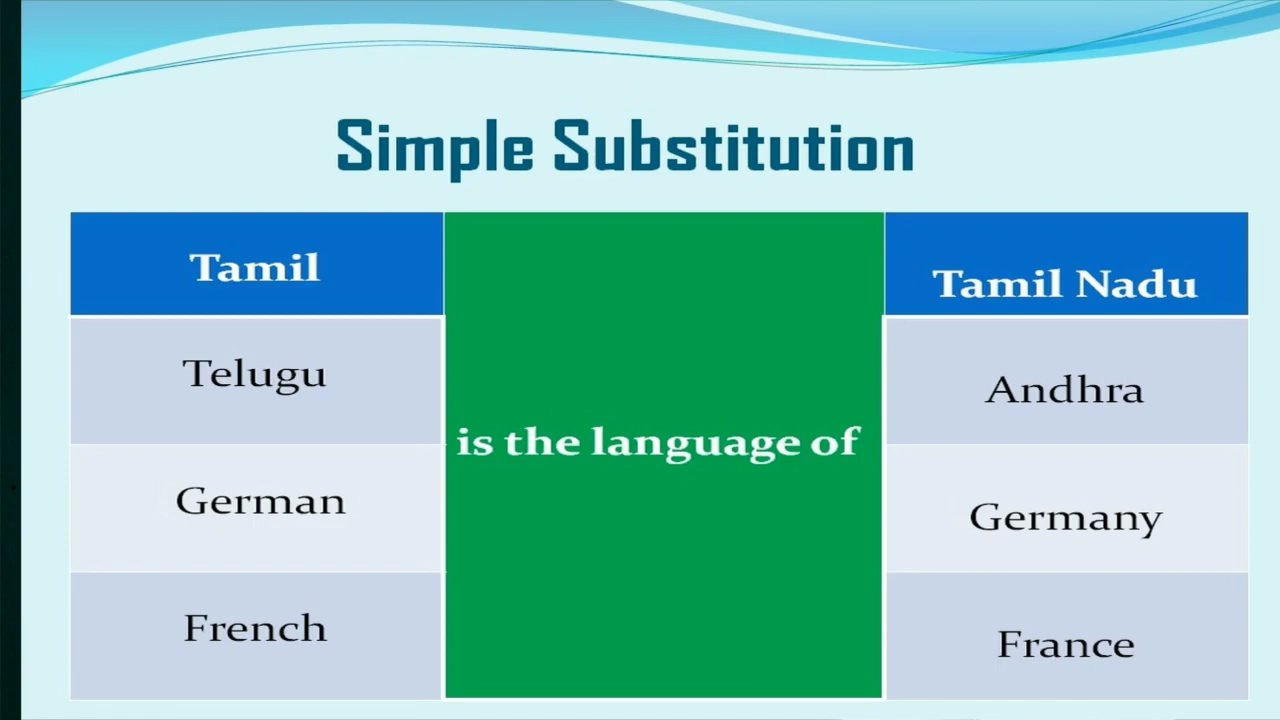 Simple Substitution
Tamil
Tamil Nadu
Telugu
Andhra
is the language of
German
Germany
French
France